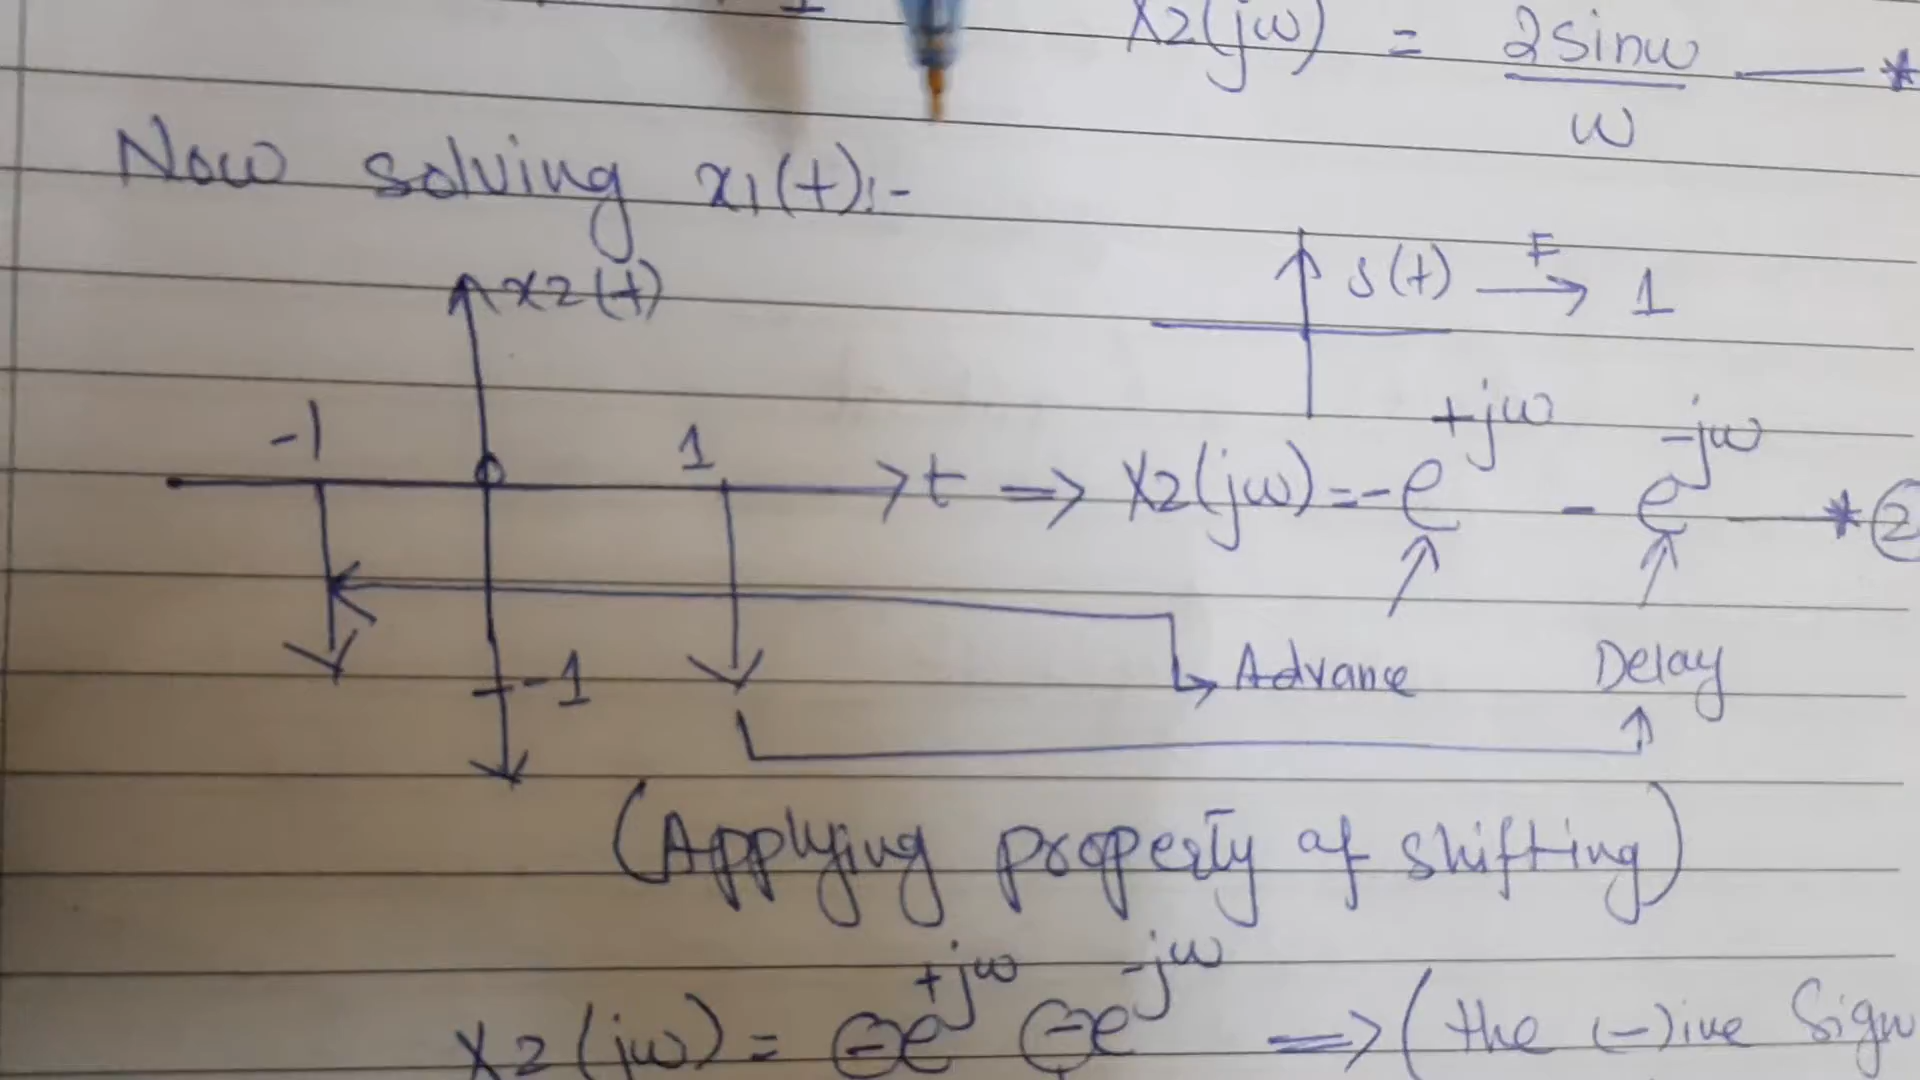 X2(jω) = 2sinω / ω —— *
Now solving x1(t):-
x2(t)
δ(t) F→ 1
-1 1 → t ⇒ X2(jω) = -e^{+jω} - e^{-jω} —— * ②
-1
Advance Delay
(Applying property of shifting)
X2(jω) = ⊖e^{+jω} ⊖e^{-jω} ⇒ (the (-)ive Sign